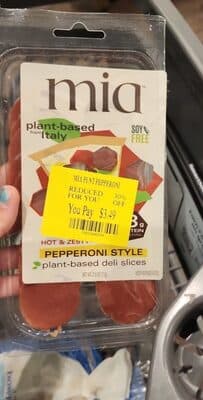 mia
plant-based
from Italy
SOY
FREE
MIA PLNT PEPPERONI
REDUCED
FOR YOU
30%
OFF
You Pay $3.49
HOT & ZESTY
PEPPERONI STYLE
plant-based deli slices